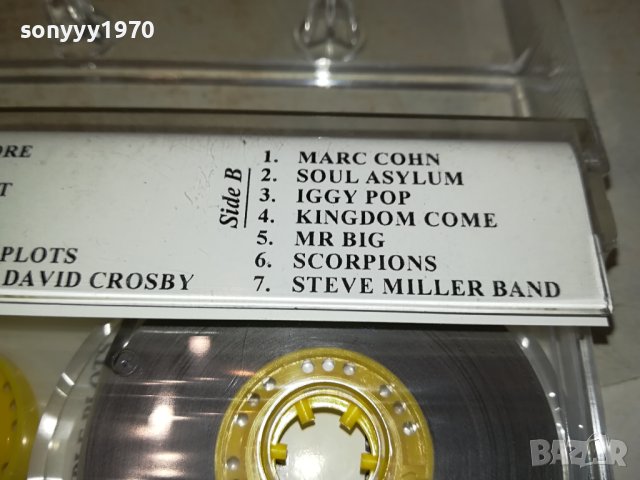 sonyyy1970
ORE
T
PLOTS
DAVID CROSBY
Side B
1. MARC COHN
2. SOUL ASYLUM
3. IGGY POP
4. KINGDOM COME
5. MR BIG
6. SCORPIONS
7. STEVE MILLER BAND
BAZAR